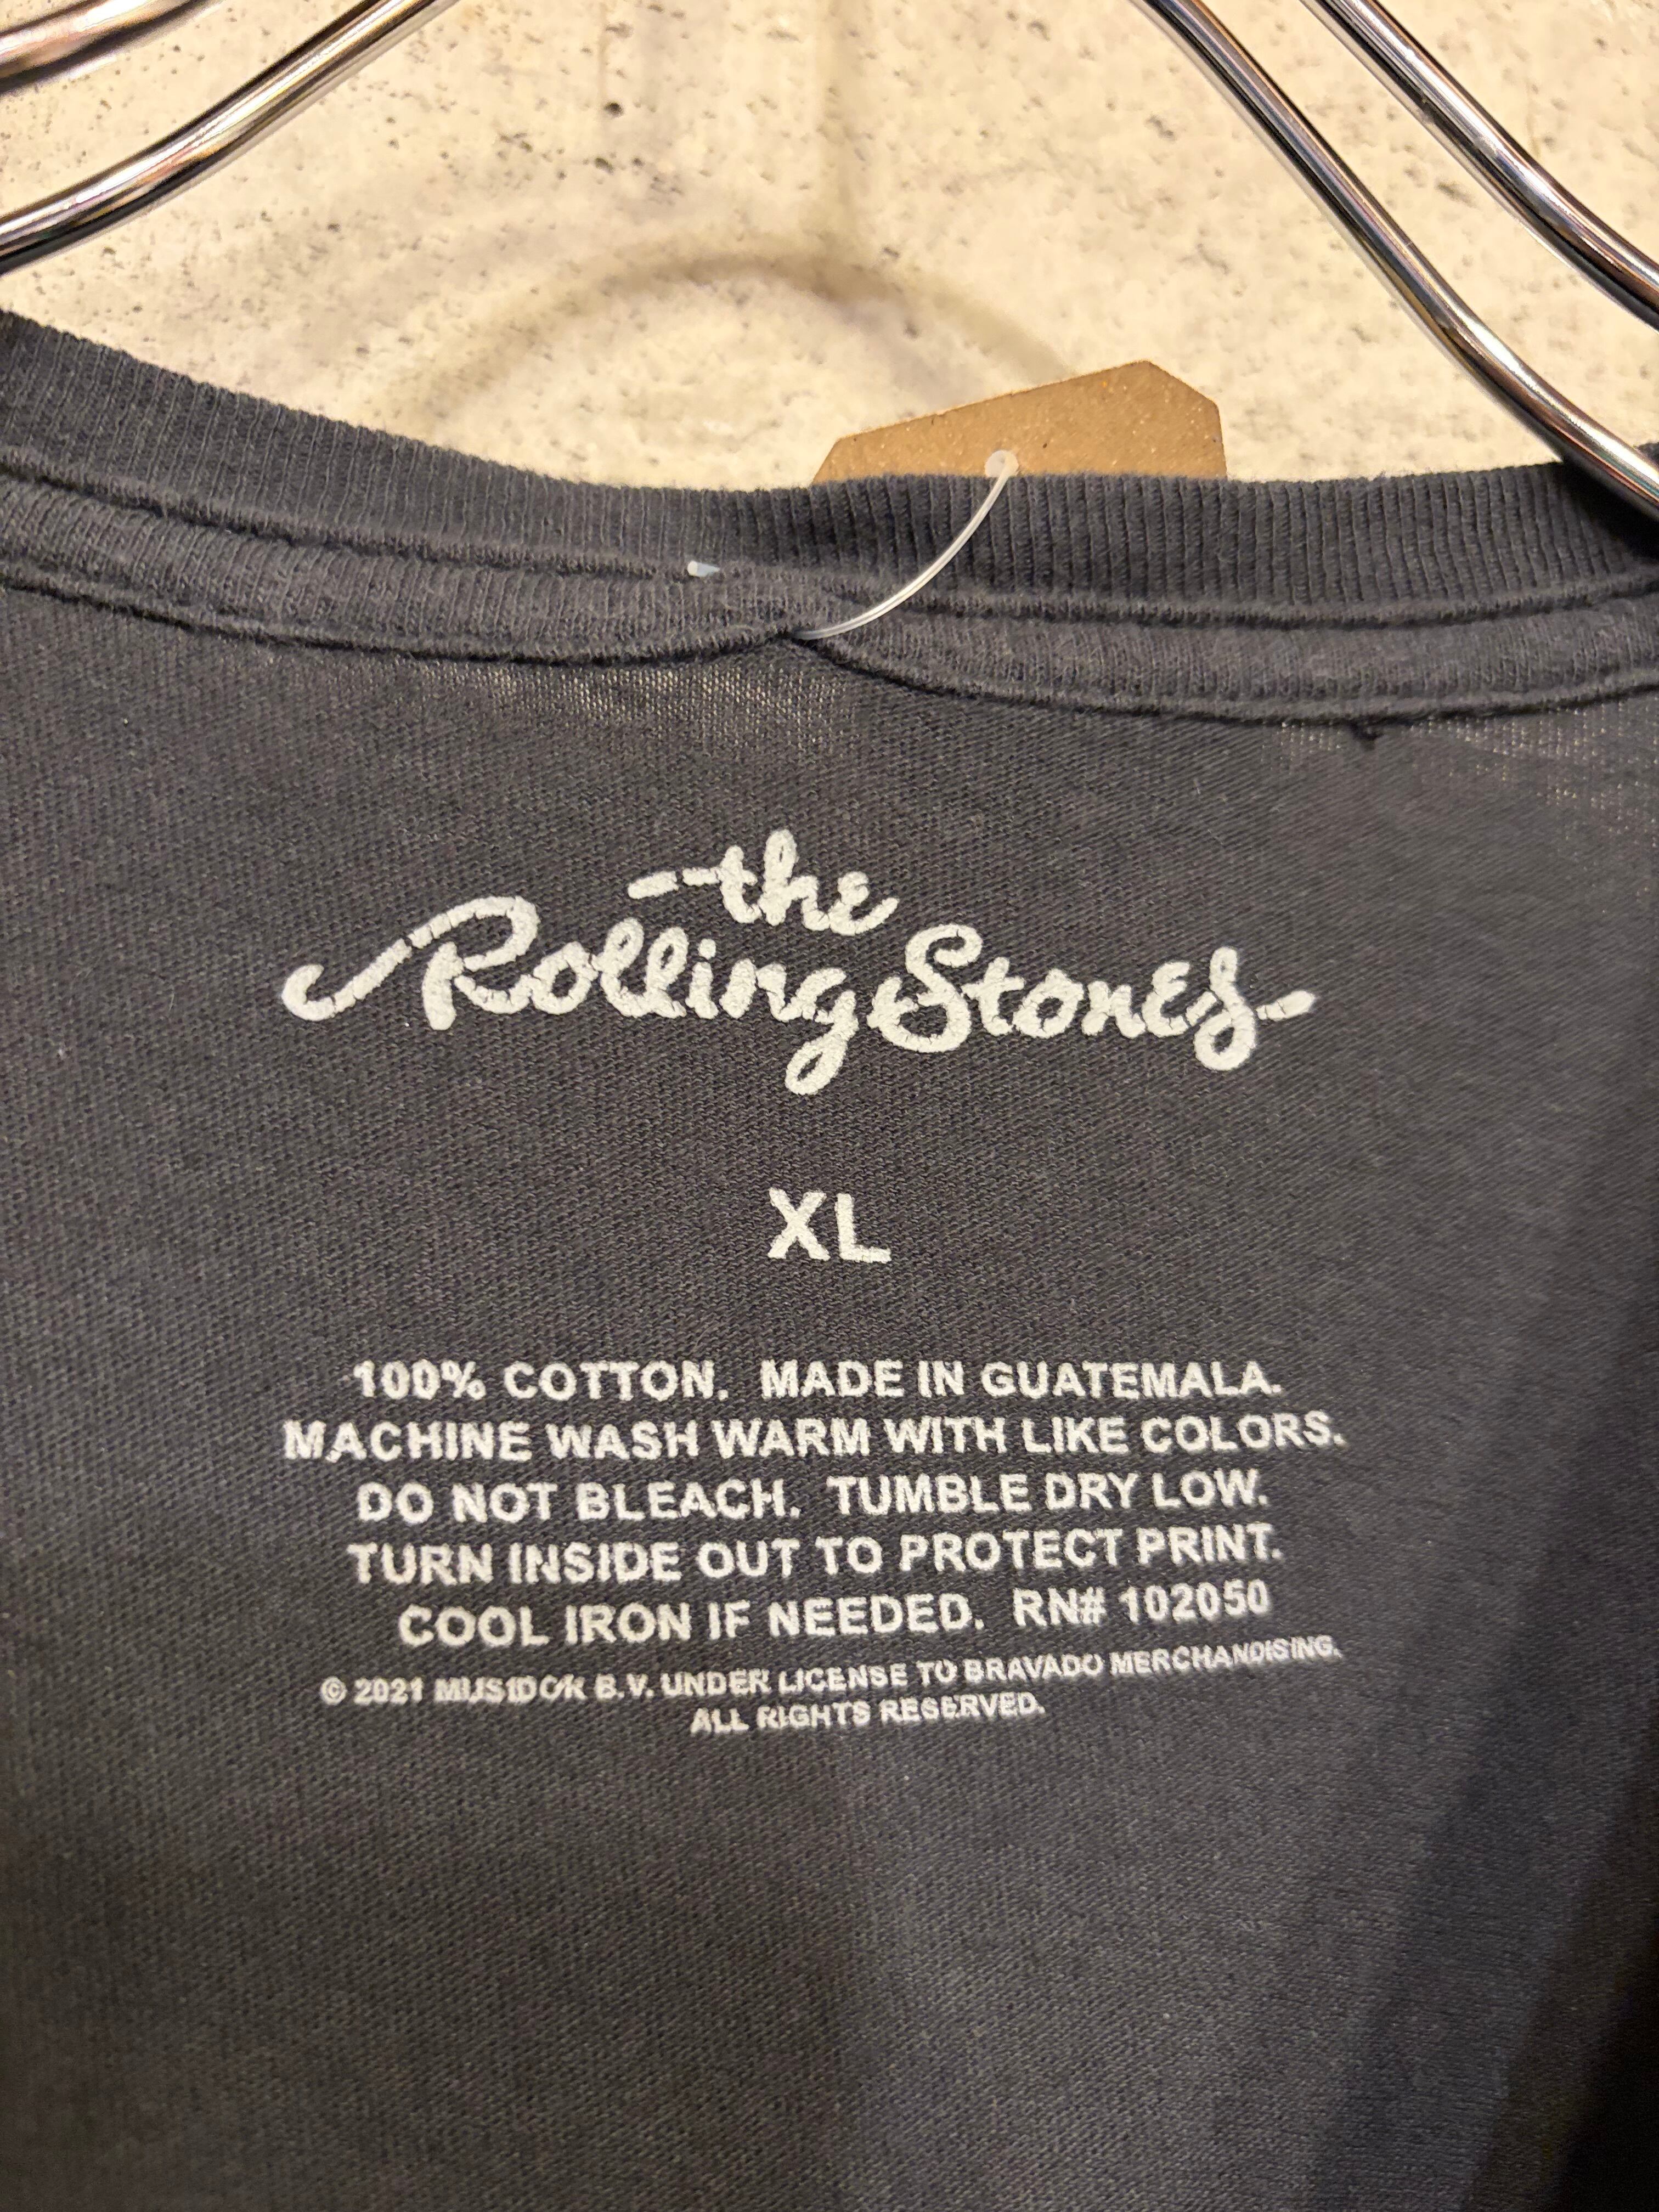 the
Rolling Stones
XL
100% COTTON. MADE IN GUATEMALA.
MACHINE WASH WARM WITH LIKE COLORS.
DO NOT BLEACH. TUMBLE DRY LOW.
TURN INSIDE OUT TO PROTECT PRINT.
COOL IRON IF NEEDED. RN# 102050
© 2021 MUSIDOR B.V. UNDER LICENSE TO BRAVADO MERCHANDISING.
ALL RIGHTS RESERVED.